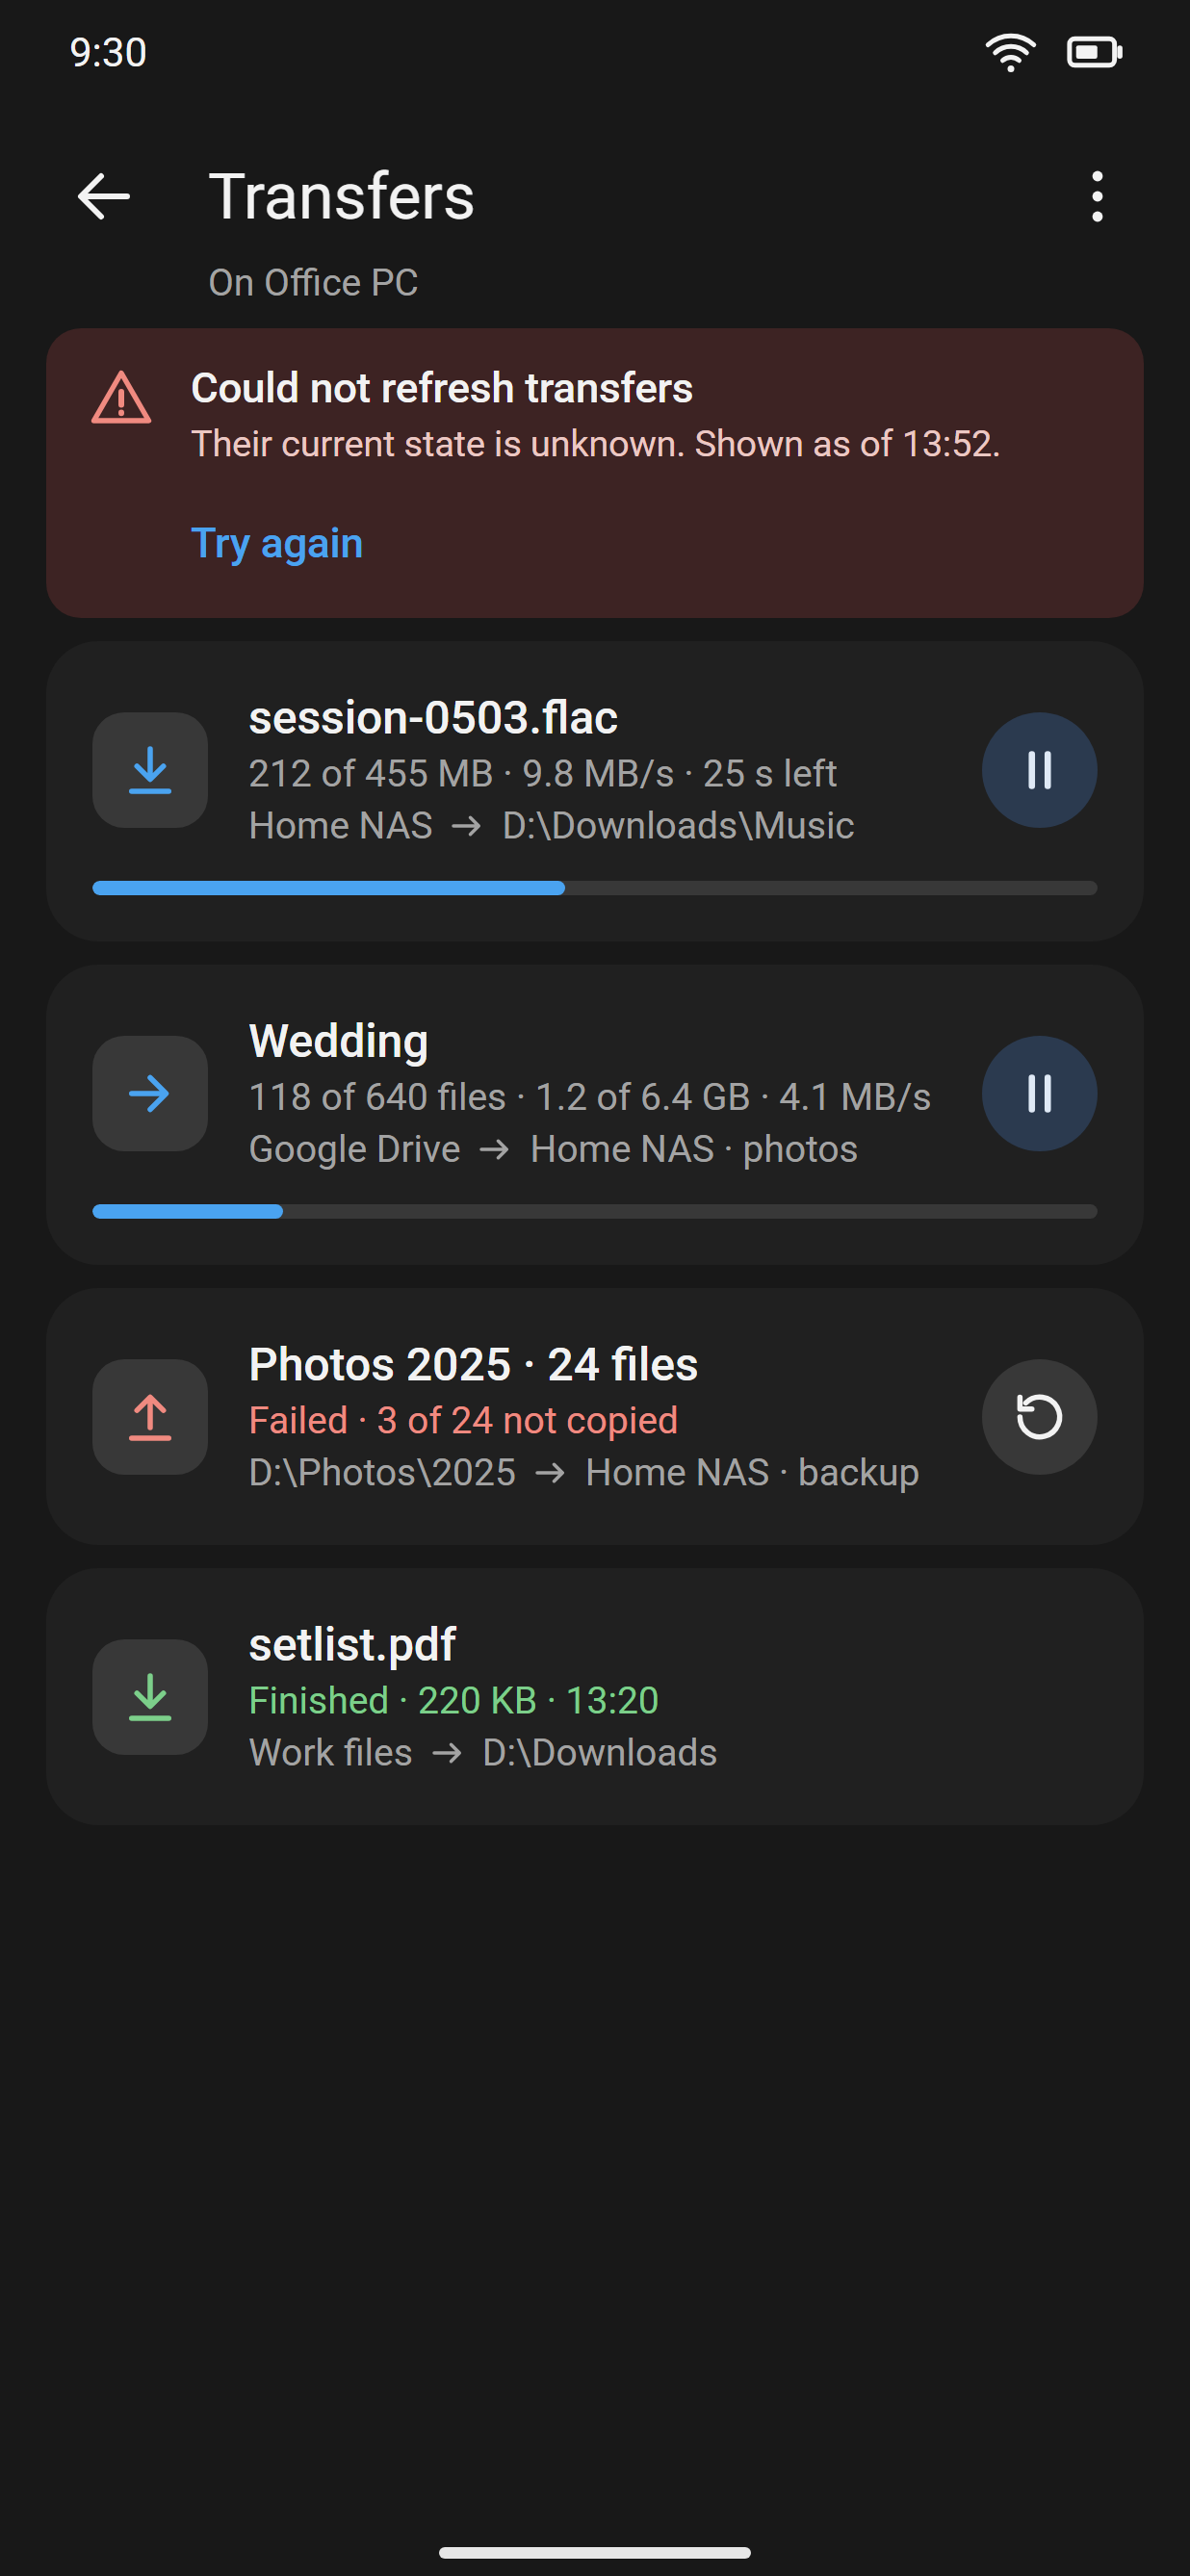 9:30
Transfers
On Office PC
Could not refresh transfers
Their current state is unknown. Shown as of 13:52.
Try again
session-0503.flac
212 of 455 MB · 9.8 MB/s · 25 s left
Home NAS → D:\Downloads\Music
Wedding
118 of 640 files · 1.2 of 6.4 GB · 4.1 MB/s
Google Drive → Home NAS · photos
Photos 2025 · 24 files
Failed · 3 of 24 not copied
D:\Photos\2025 → Home NAS · backup
setlist.pdf
Finished · 220 KB · 13:20
Work files → D:\Downloads